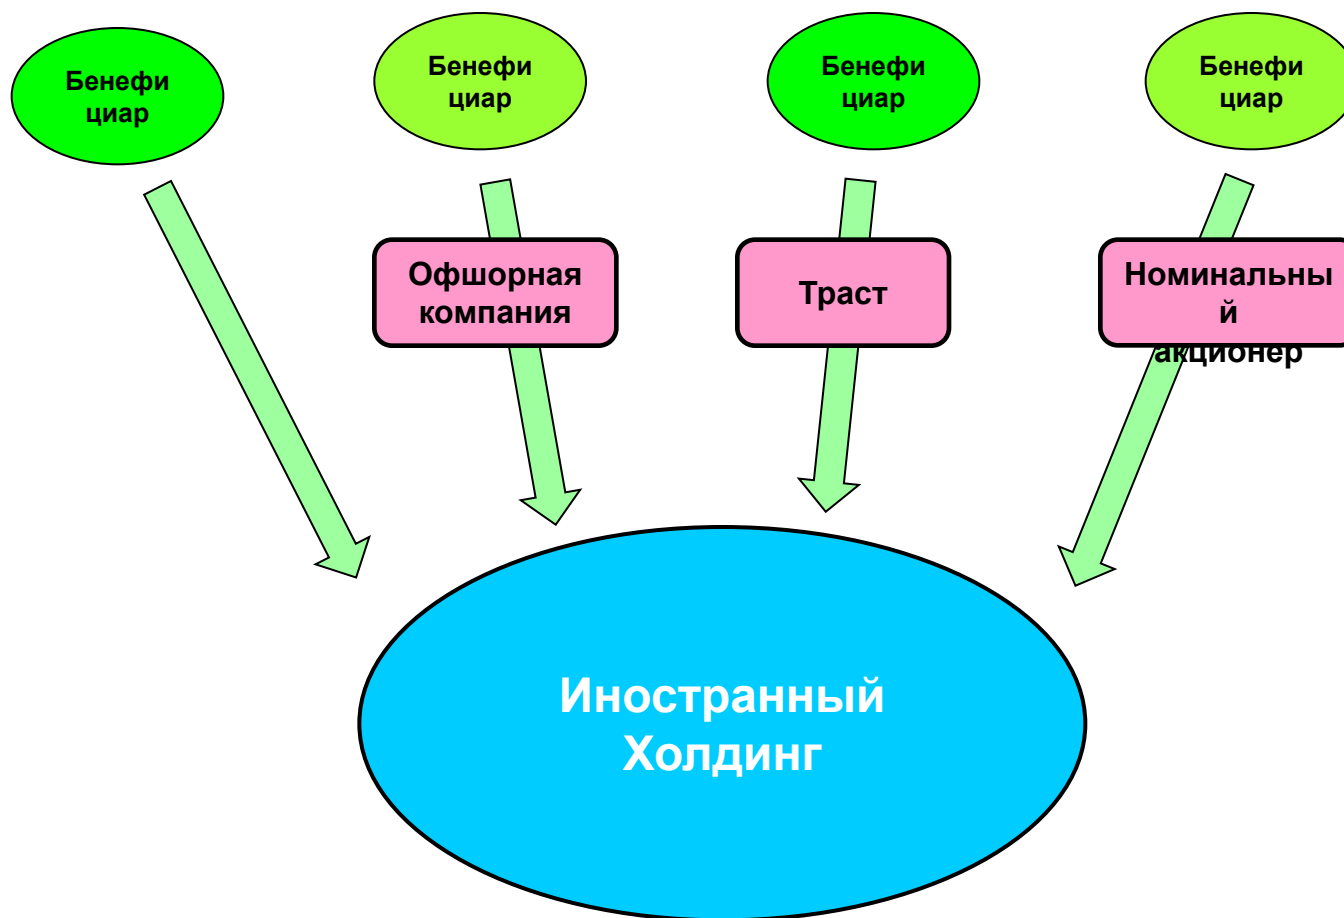 Бенефи
циар
Бенефи
циар
Бенефи
циар
Бенефи
циар
Офшорная
компания
Траст
Номинальны
й
акционер
Иностранный
Холдинг